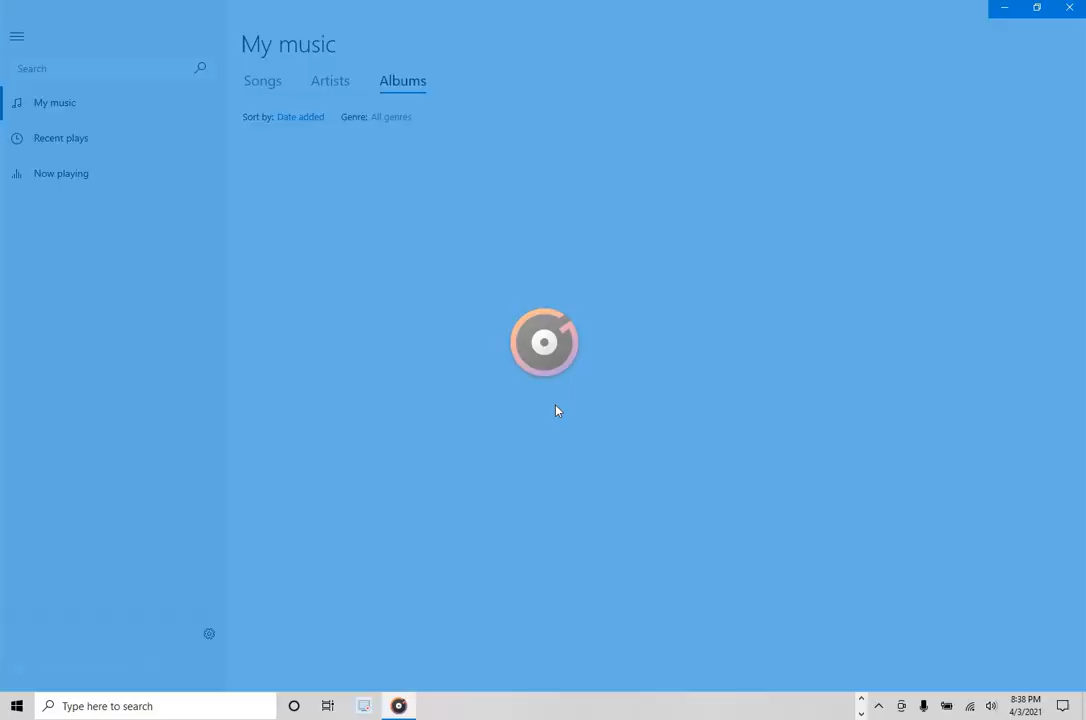 My music
Search
Songs Artists Albums
My music
Sort by: Date added Genre: All genres
Recent plays
Now playing
Type here to search
8:38 PM
4/3/2021